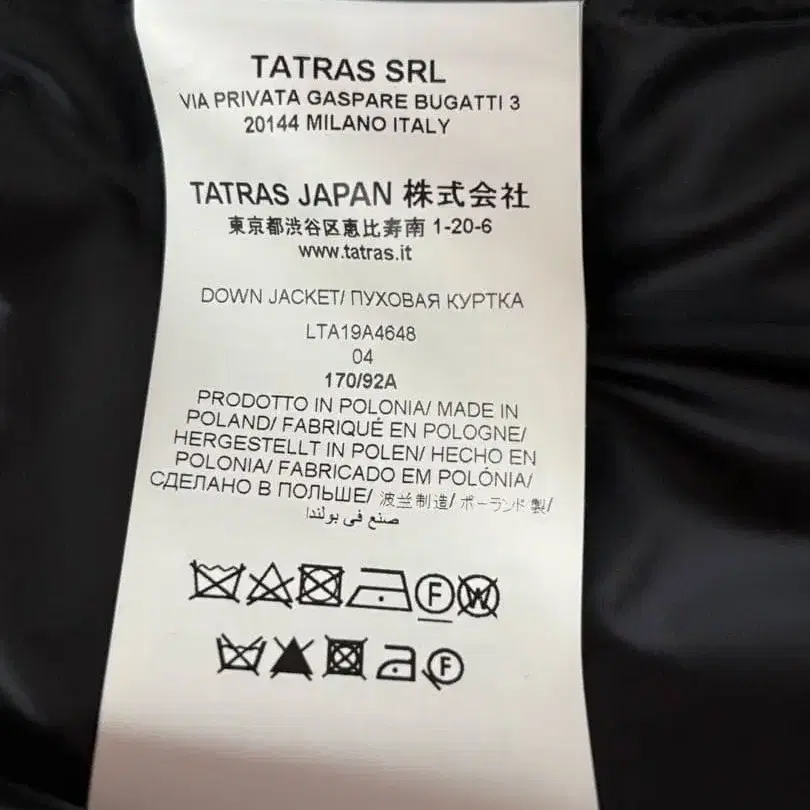 TATRAS SRL
VIA PRIVATA GASPARE BUGATTI 3
20144 MILANO ITALY
TATRAS JAPAN 株式会社
東京都渋谷区恵比寿南 1-20-6
www.tatras.it
DOWN JACKET/ ПУХОВАЯ КУРТКА
LTA19A4648
04
170/92A
PRODOTTO IN POLONIA/ MADE IN
POLAND/ FABRIQUÉ EN POLOGNE/
HERGESTELLT IN POLEN/ HECHO EN
POLONIA/ FABRICADO EM POLÓNIA/
СДЕЛАНО В ПОЛЬШЕ/ 波兰制造/ ポーランド製/
صنع في بولندا
F W
F